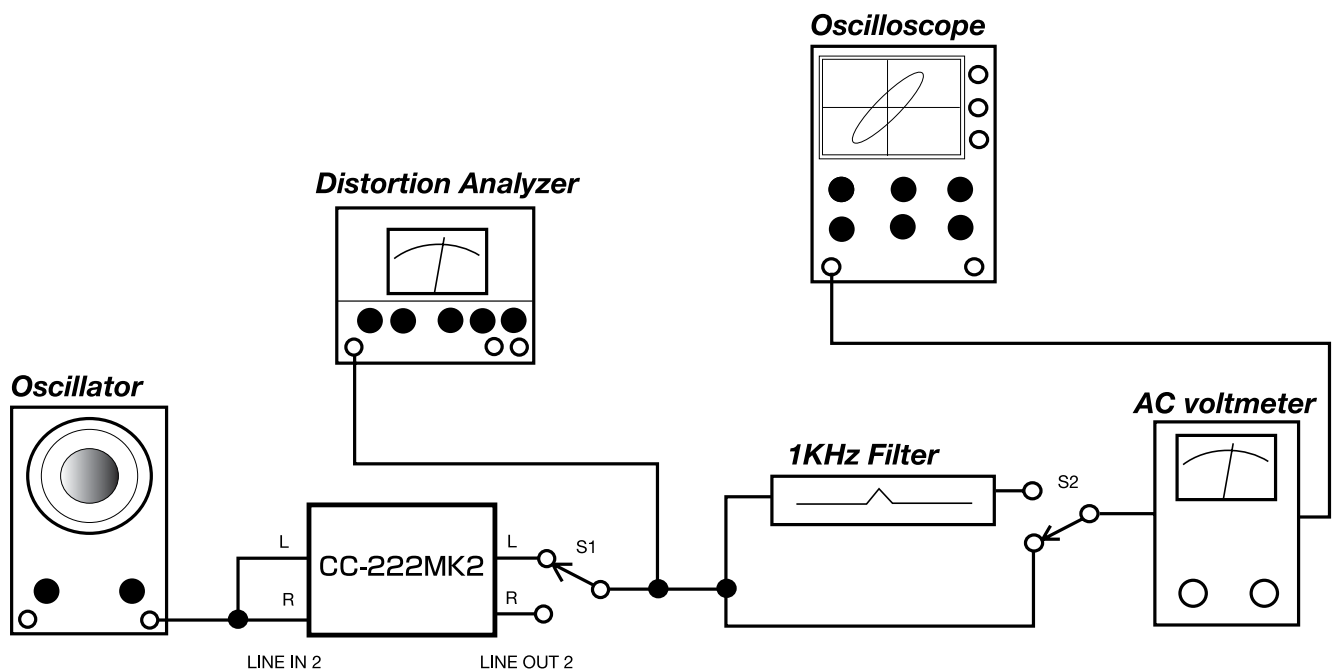 Oscilloscope
Distortion Analyzer
Oscillator
AC voltmeter
1KHz Filter
S2
L
CC-222MK2
L
S1
R
R
LINE IN 2
LINE OUT 2